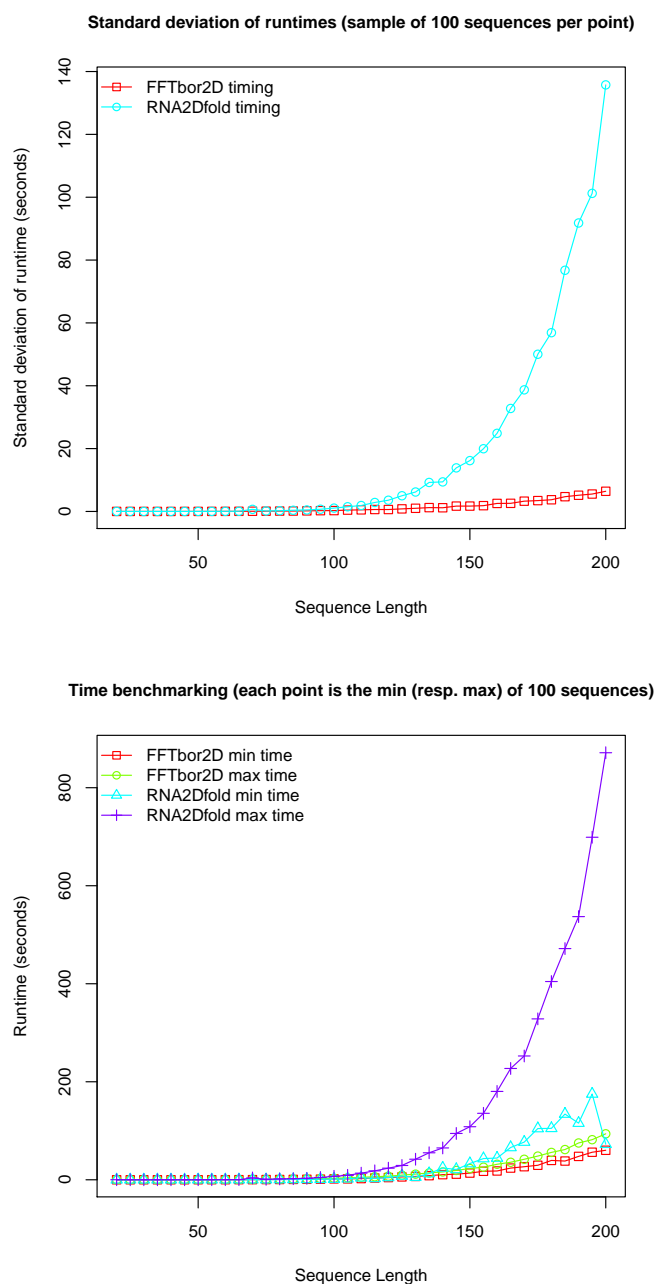 Standard deviation of runtimes (sample of 100 sequences per point)
140
120
100
80
60
40
20
0
Standard deviation of runtime (seconds)
FFTbor2D timing
RNA2Dfold timing
50
100
150
200
Sequence Length
Time benchmarking (each point is the min (resp. max) of 100 sequences)
800
600
400
200
0
Runtime (seconds)
FFTbor2D min time
FFTbor2D max time
RNA2Dfold min time
RNA2Dfold max time
50
100
150
200
Sequence Length